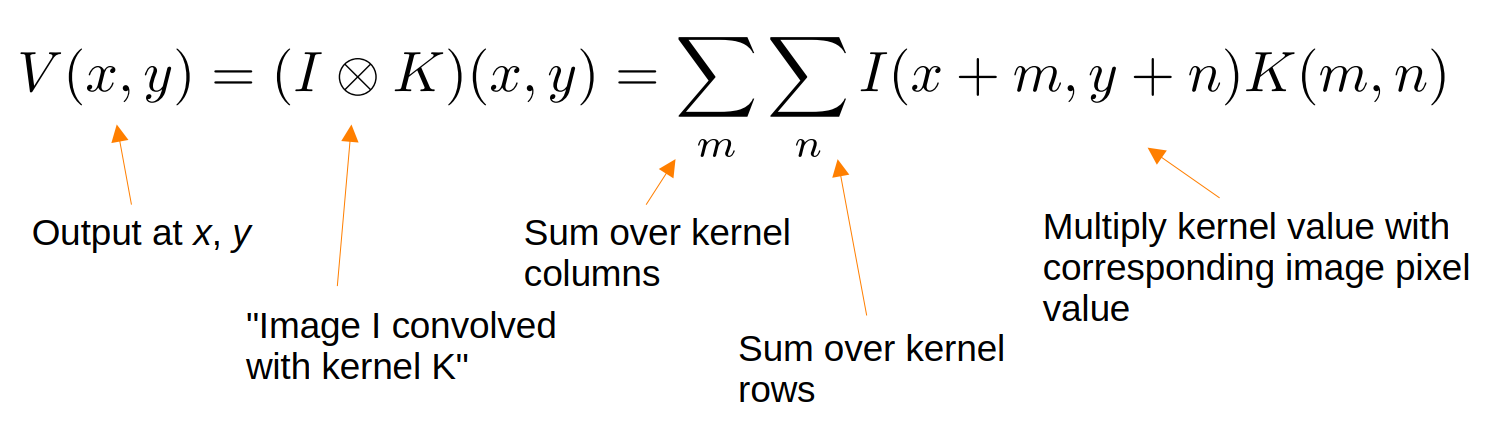 V(x, y) = (I ⊗ K)(x, y) = ∑ₘ ∑ₙ I(x + m, y + n)K(m, n)
Output at x, y
"Image I convolved
with kernel K"
Sum over kernel
columns
Sum over kernel
rows
Multiply kernel value with
corresponding image pixel
value